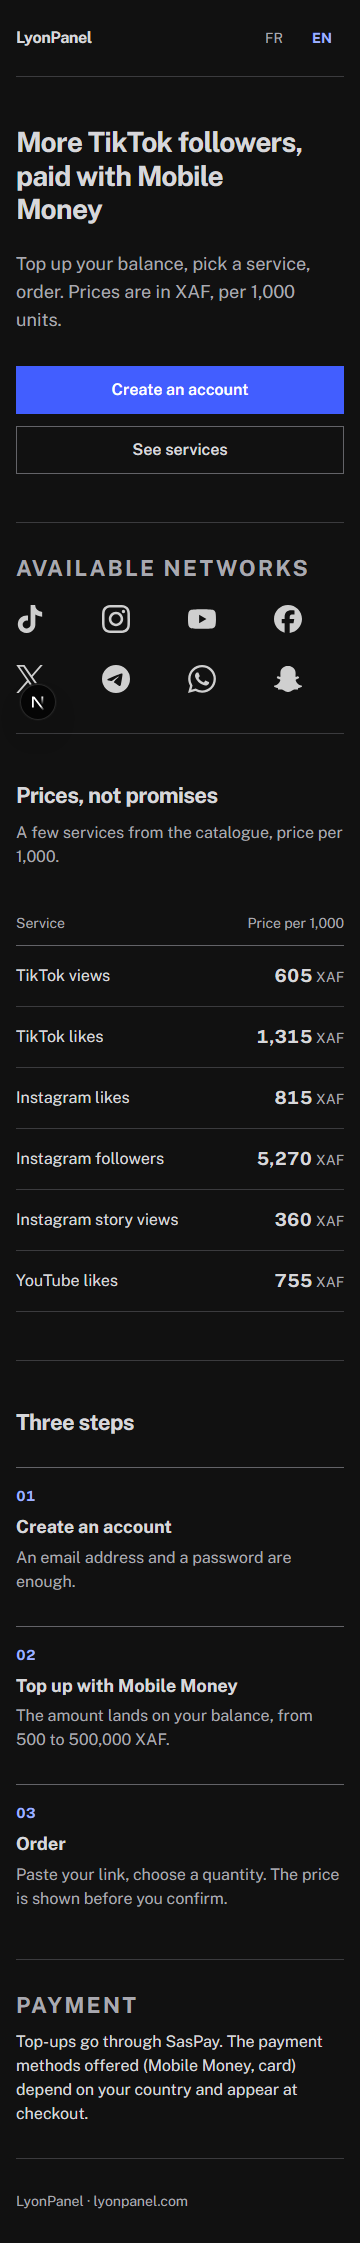 LyonPanel
FR EN
More TikTok followers,
paid with Mobile
Money
Top up your balance, pick a service,
order. Prices are in XAF, per 1,000
units.
Create an account
See services
AVAILABLE NETWORKS
N
Prices, not promises
A few services from the catalogue, price per
1,000.
Service Price per 1,000
TikTok views 605 XAF
TikTok likes 1,315 XAF
Instagram likes 815 XAF
Instagram followers 5,270 XAF
Instagram story views 360 XAF
YouTube likes 755 XAF
Three steps
01
Create an account
An email address and a password are
enough.
02
Top up with Mobile Money
The amount lands on your balance, from
500 to 500,000 XAF.
03
Order
Paste your link, choose a quantity. The price
is shown before you confirm.
PAYMENT
Top-ups go through SasPay. The payment
methods offered (Mobile Money, card)
depend on your country and appear at
checkout.
LyonPanel · lyonpanel.com